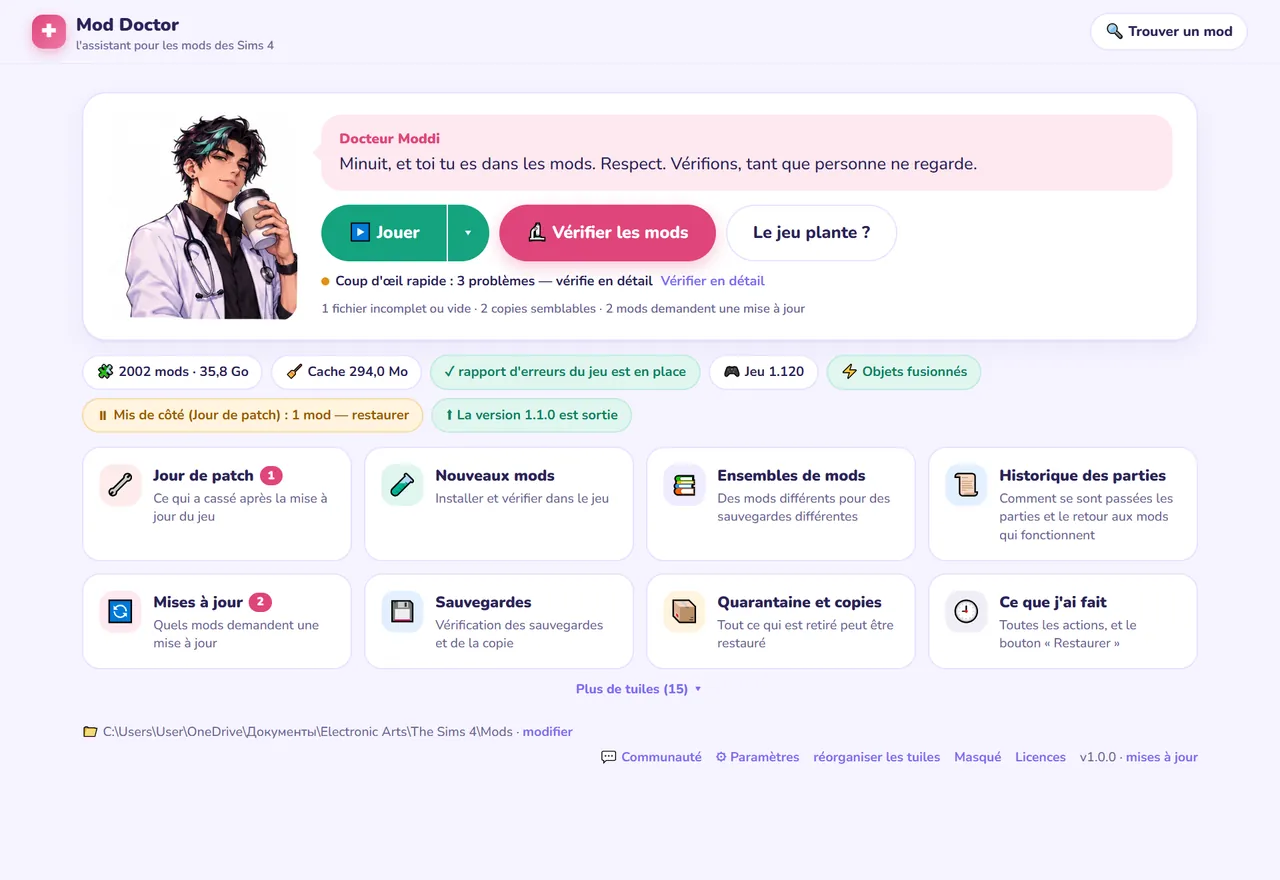 Mod Doctor
l'assistant pour les mods des Sims 4
🔍 Trouver un mod
Docteur Moddi
Minuit, et toi tu es dans les mods. Respect. Vérifions, tant que personne ne regarde.
Jouer
Vérifier les mods
Le jeu plante ?
Coup d'œil rapide : 3 problèmes — vérifie en détail Vérifier en détail
1 fichier incomplet ou vide · 2 copies semblables · 2 mods demandent une mise à jour
2002 mods · 35,8 Go
Cache 294,0 Mo
✓ rapport d'erreurs du jeu est en place
Jeu 1.120
⚡ Objets fusionnés
⏸ Mis de côté (Jour de patch) : 1 mod — restaurer
⬆ La version 1.1.0 est sortie
Jour de patch 1
Ce qui a cassé après la mise à
jour du jeu
Nouveaux mods
Installer et vérifier dans le jeu
Ensembles de mods
Des mods différents pour des
sauvegardes différentes
Historique des parties
Comment se sont passées les
parties et le retour aux mods
qui fonctionnent
Mises à jour 2
Quels mods demandent une
mise à jour
Sauvegardes
Vérification des sauvegardes
et de la copie
Quarantaine et copies
Tout ce qui est retiré peut être
restauré
Ce que j'ai fait
Toutes les actions, et le
bouton « Restaurer »
Plus de tuiles (15) ▾
C:\Users\User\OneDrive\Документы\Electronic Arts\The Sims 4\Mods · modifier
Communauté
⚙ Paramètres
réorganiser les tuiles
Masqué
Licences
v1.0.0 · mises à jour